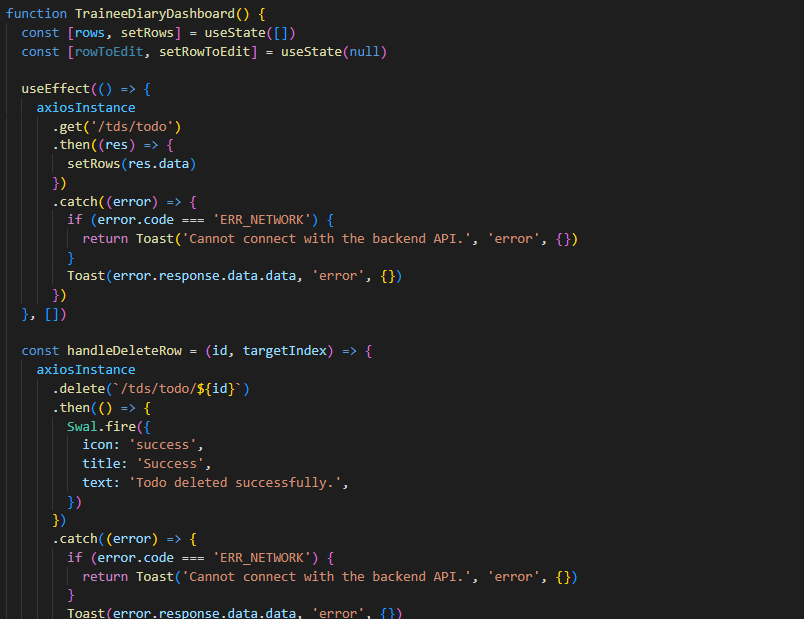 function TraineeDiaryDashboard() {
  const [rows, setRows] = useState([])
  const [rowToEdit, setRowToEdit] = useState(null)

  useEffect(() => {
    axiosInstance
      .get('/tds/todo')
      .then((res) => {
        setRows(res.data)
      })
      .catch((error) => {
        if (error.code === 'ERR_NETWORK') {
          return Toast('Cannot connect with the backend API.', 'error', {})
        }
        Toast(error.response.data.data, 'error', {})
      })
  }, [])

  const handleDeleteRow = (id, targetIndex) => {
    axiosInstance
      .delete(`/tds/todo/${id}`)
      .then(() => {
        Swal.fire({
          icon: 'success',
          title: 'Success',
          text: 'Todo deleted successfully.',
        })
      })
      .catch((error) => {
        if (error.code === 'ERR_NETWORK') {
          return Toast('Cannot connect with the backend API.', 'error', {})
        }
        Toast(error.response.data.data, 'error', {})